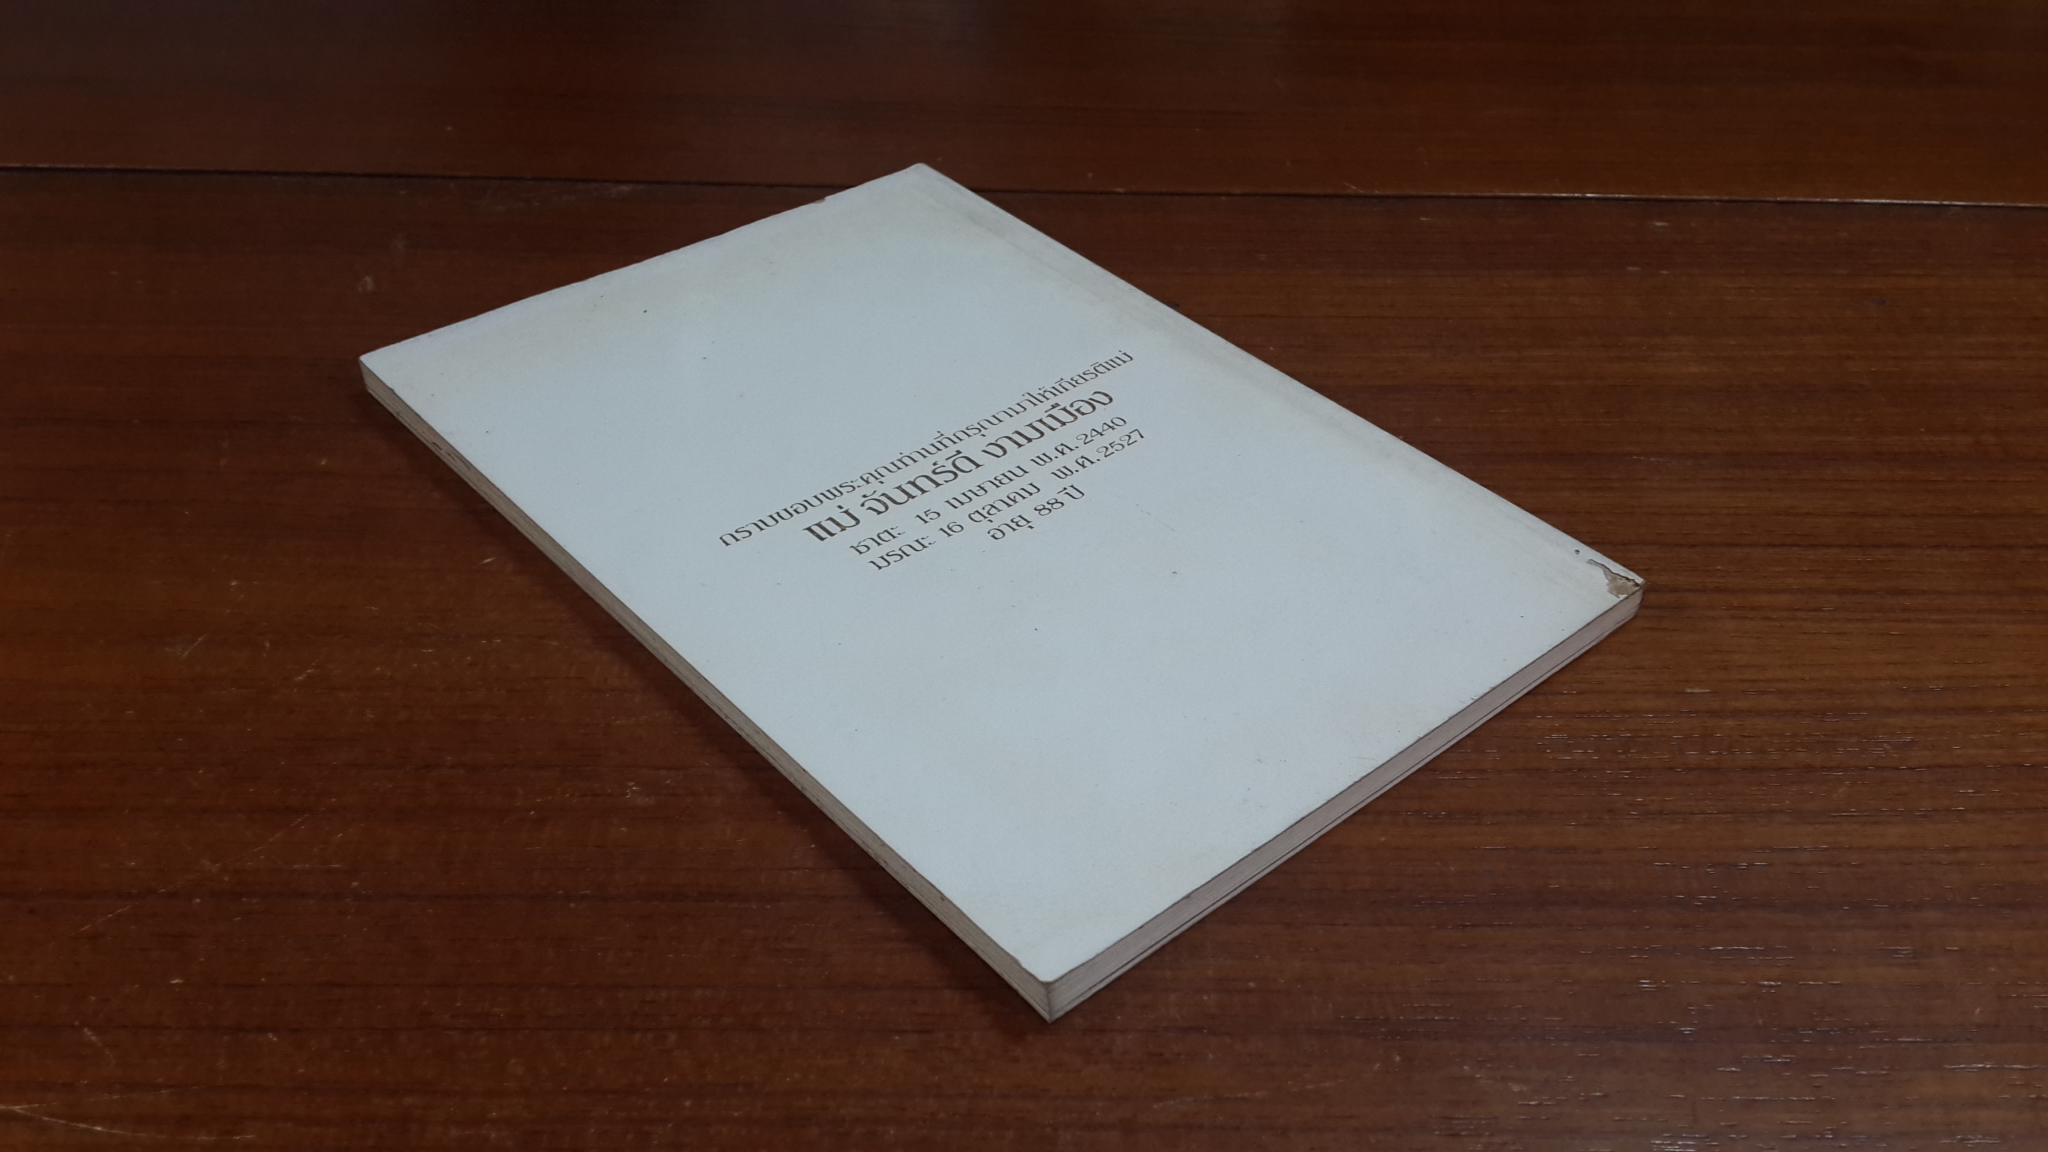 กราบขอบพระคุณท่านที่กรุณามาให้เกียรติแม่
แม่ จันทร์ดี งามเมือง
ชาตะ 15 เมษายน พ.ศ. 2440
มรณะ 16 ตุลาคม พ.ศ. 2527
อายุ 88 ปี